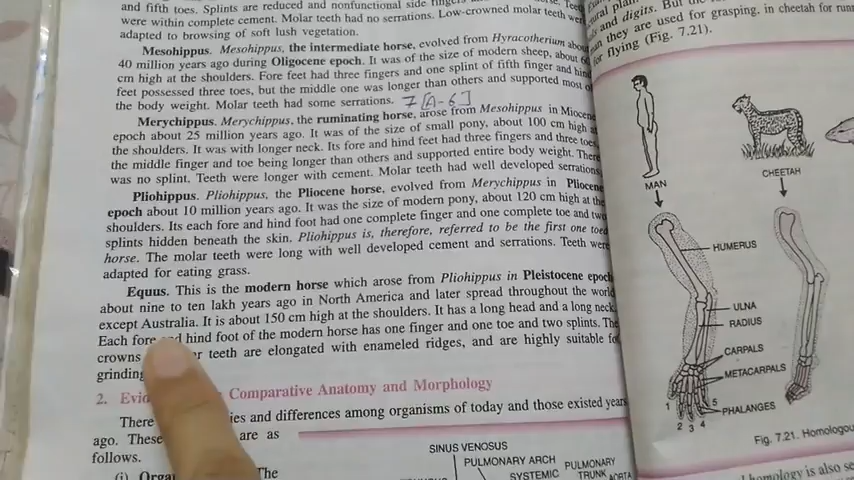 and fifth toes. Splints are reduced and nonfunctional side fingers
were within complete cement. Molar teeth had no serrations. Low-crowned molar teeth were
adapted to browsing of soft lush vegetation.
Mesohippus. Mesohippus, the intermediate horse, evolved from Hyracotherium about
40 million years ago during Oligocene epoch. It was of the size of modern sheep, about 60
cm high at the shoulders. Fore feet had three fingers and one splint of fifth finger and hind
feet possessed three toes, but the middle one was longer than others and supported most of
the body weight. Molar teeth had some serrations. 7[A-6]
Merychippus. Merychippus, the ruminating horse, arose from Mesohippus in Miocene
epoch about 25 million years ago. It was of the size of small pony, about 100 cm high at
the shoulders. It was with longer neck. Its fore and hind feet had three fingers and three toes,
the middle finger and toe being longer than others and supported entire body weight. There
was no splint. Teeth were longer with cement. Molar teeth had well developed serrations.
Pliohippus. Pliohippus, the Pliocene horse, evolved from Merychippus in Pliocene
epoch about 10 million years ago. It was the size of modern pony, about 120 cm high at the
shoulders. Its each fore and hind foot had one complete finger and one complete toe and two
splints hidden beneath the skin. Pliohippus is, therefore, referred to be the first one toed
horse. The molar teeth were long with well developed cement and serrations. Teeth were
adapted for eating grass.
Equus. This is the modern horse which arose from Pliohippus in Pleistocene epoch
about nine to ten lakh years ago in North America and later spread throughout the world
except Australia. It is about 150 cm high at the shoulders. It has a long head and a long neck.
Each fore and hind foot of the modern horse has one finger and one toe and two splints. The
crowns teeth are elongated with enameled ridges, and are highly suitable for
grinding
2. Comparative Anatomy and Morphology
There ies and differences among organisms of today and those existed years
ago. These are as
follows.
(i) The
SINUS VENOSUS
PULMONARY ARCH
SYSTEMIC
PULMONARY
TRUNK
AORTA
and digits. But the
they are used for grasping, in cheetah for
for flying (Fig. 7.21).
MAN
CHEETAH
HUMERUS
ULNA
RADIUS
CARPALS
METACARPALS
PHALANGES
1
2
3
4
5
Fig. 7.21. Homologou
homology is also se